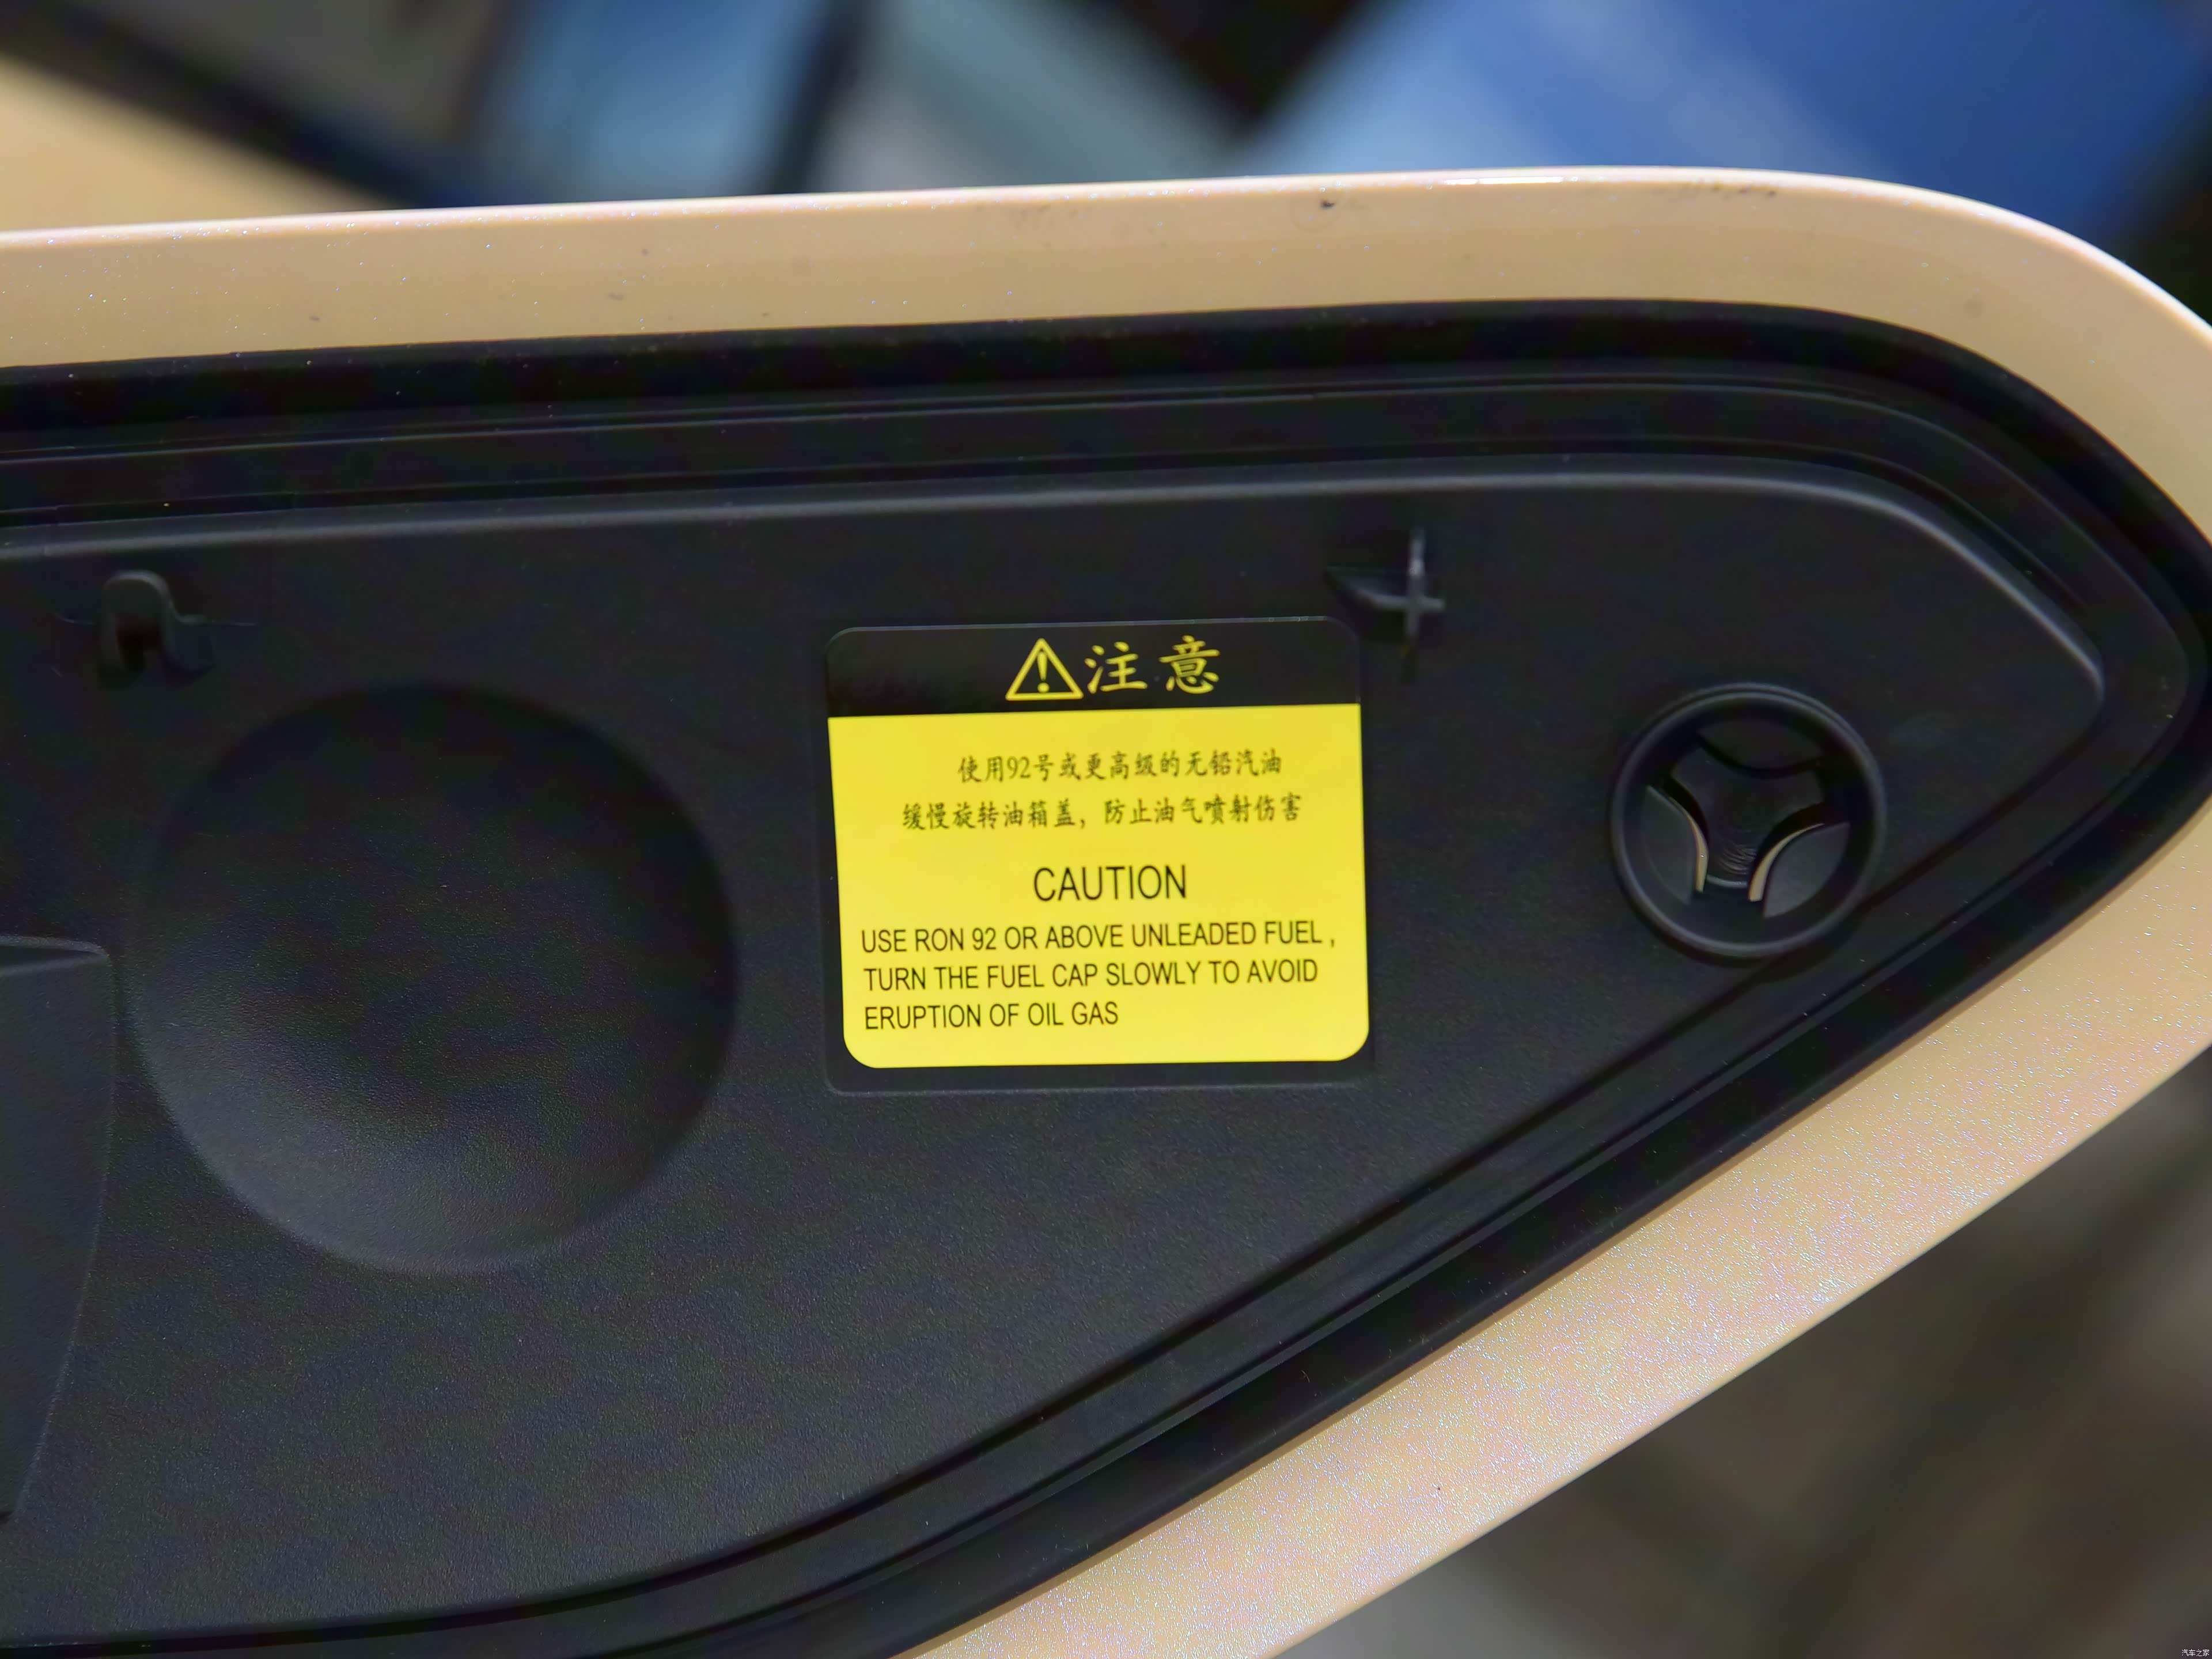 注意
使用92号或更高级的无铅汽油
缓慢旋转油箱盖，防止油气喷射伤害
CAUTION
USE RON 92 OR ABOVE UNLEADED FUEL ,
TURN THE FUEL CAP SLOWLY TO AVOID
ERUPTION OF OIL GAS
汽车之家